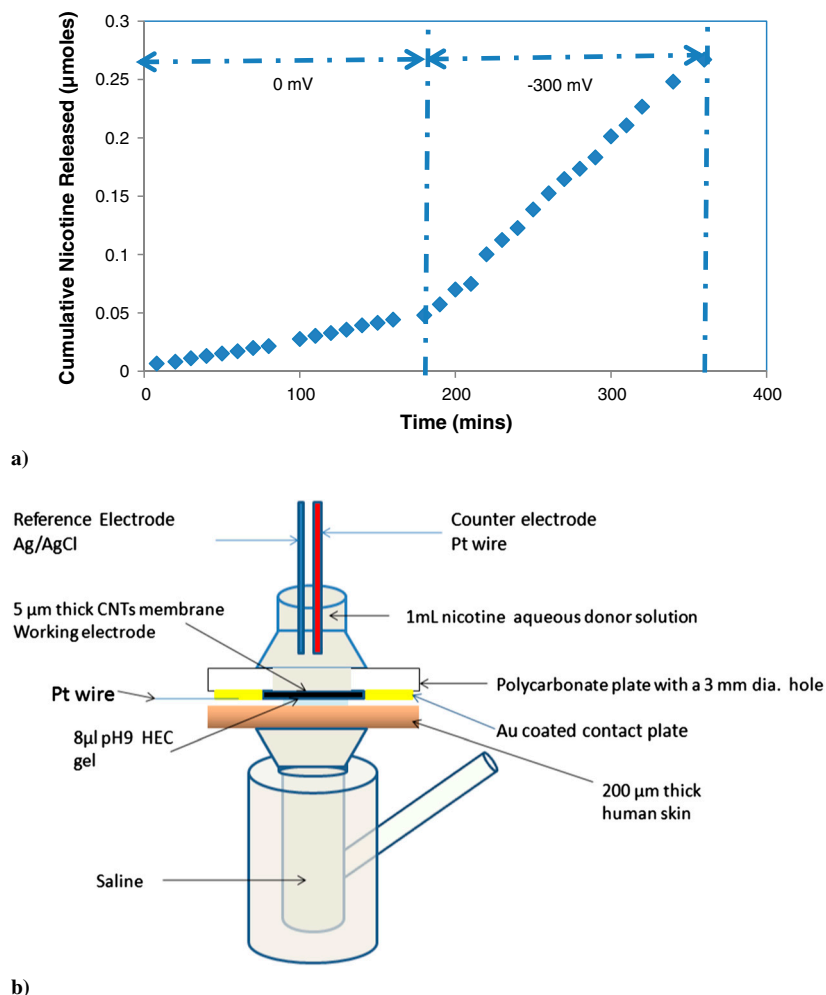 0.3
0.25
0.2
0.15
0.1
0.05
0
Cumulative Nicotine Released (µmoles)
0 mV
-300 mV
0
100
200
300
400
Time (mins)
a)
Reference Electrode
Ag/AgCl
Counter electrode
Pt wire
5 µm thick CNTs membrane
Working electrode
1mL nicotine aqueous donor solution
Pt wire
Polycarbonate plate with a 3 mm dia. hole
8µl pH9 HEC
gel
Au coated contact plate
200 µm thick
human skin
Saline
b)